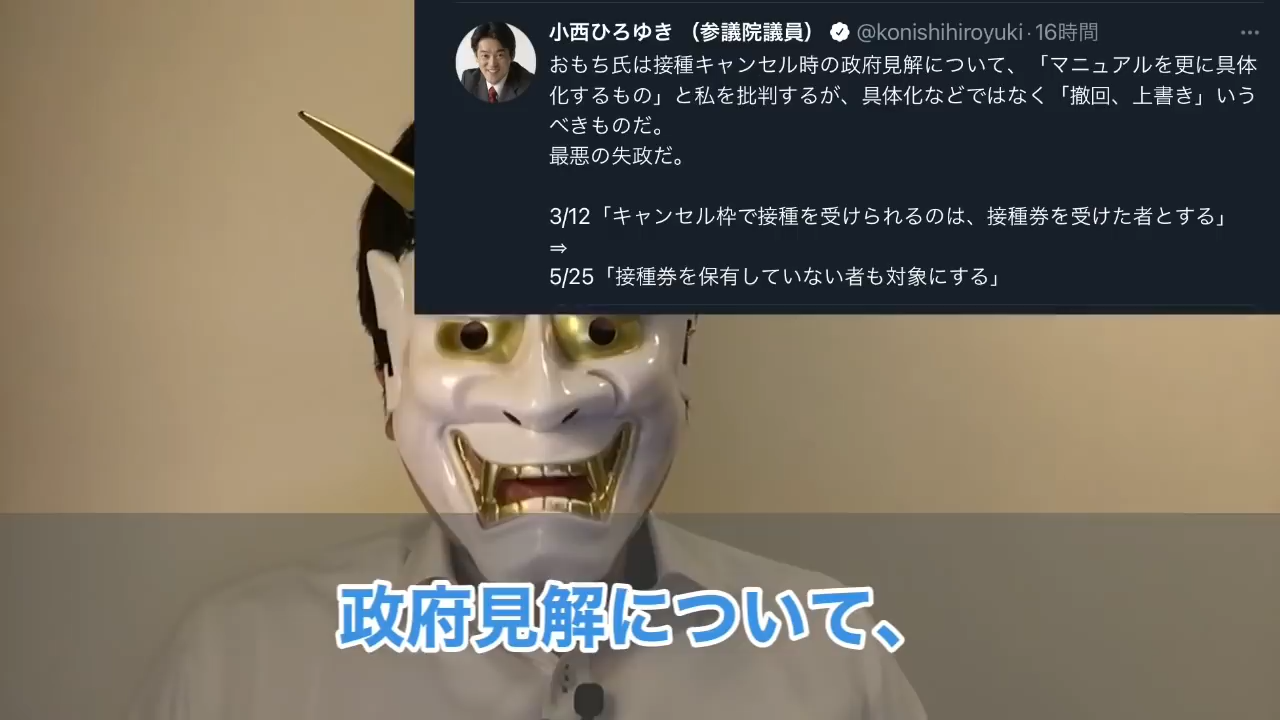 小西ひろゆき （参議院議員） @konishihiroyuki · 16時間
おもち氏は接種キャンセル時の政府見解について、「マニュアルを更に具体
化するもの」と私を批判するが、具体化などではなく「撤回、上書き」いう
べきものだ。
最悪の失政だ。
3/12「キャンセル枠で接種を受けられるのは、接種券を受けた者とする」
⇒
5/25「接種券を保有していない者も対象にする」
政府見解について、